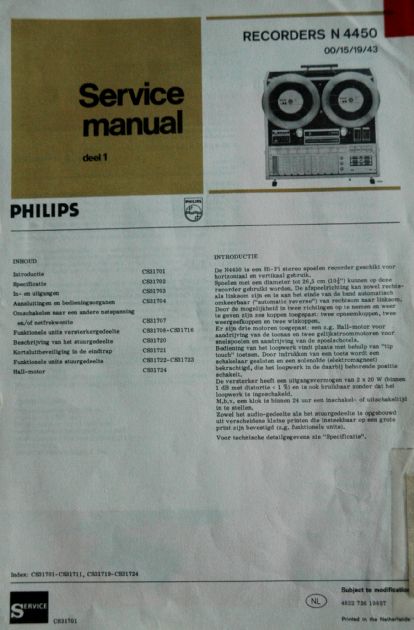 RECORDERS N 4450
00/15/19/43
Service
manual
deel 1
PHILIPS
PHILIPS
INHOUD
Introductie CS31701
Specificatie CS31702
In- en uitgangen CS31703
Aansluitingen en bedieningsorganen CS31704
Omschakelen naar een andere netspanning
en/of netfrekwentie CS31707
Functionele units versterkergedeelte CS31708-CS31716
Beschrijving van het stuurgedeelte CS31720
Kortsluitbeveiliging in de eindtrap CS31721
Functionele units stuurgedeelte CS31722-CS31723
Hall-motor CS31724
INTRODUCTIE
De N4450 is een Hi-Fi stereo spoelen recorder geschikt voor
horizontaal en vertikaal gebruik.
Spoelen met een diameter tot 26,5 cm (10½") kunnen op deze
recorder gebruikt worden. De afspeelrichting kan zowel rechts-
als linksom zijn en is aan het einde van de band automatisch
omkeerbaar ("automatic reverse") van rechtsom naar linksom.
Door de mogelijkheid in twee richtingen op te nemen en weer
te geven zijn zes koppen toegepast: twee opneemkoppen, twee
weergeefkoppen en twee wiskoppen.
Er zijn drie motoren toegepast: een z.g. Hall-motor voor
aandrijving van de toonas en twee gelijkstroommotoren voor
snelspoelen en aandrijving van de spoelschotels.
Bediening van het loopwerk vindt plaats met behulp van "tip
touch" toetsen. Door indrukken van een toets wordt een
schakelaar gesloten en een solenoïde (elektromagneet)
bekrachtigd, die het loopwerk in de daarbij behorende positie
schakelt.
De versterker heeft een uitgangsvermogen van 2 x 20 W (binnen
1 dB met distortie < 1 %) en is ook bruikbaar zonder dat het
loopwerk is ingeschakeld.
M.b.v. een klok is binnen 24 uur een inschakel- of uitschakeltijd
in te stellen.
Zowel het audio-gedeelte als het stuurgedeelte is opgebouwd
uit verscheidene kleine printen die insteekbaar op een grote
print zijn bevestigd (z.g. funktionele units).
Voor technische detailgegevens zie "Specificatie".
Index: CS31701-CS31711, CS31719-CS31724
SERVICE
CS31701
NL
Subject to modification
4822 726
Printed in the Netherlands